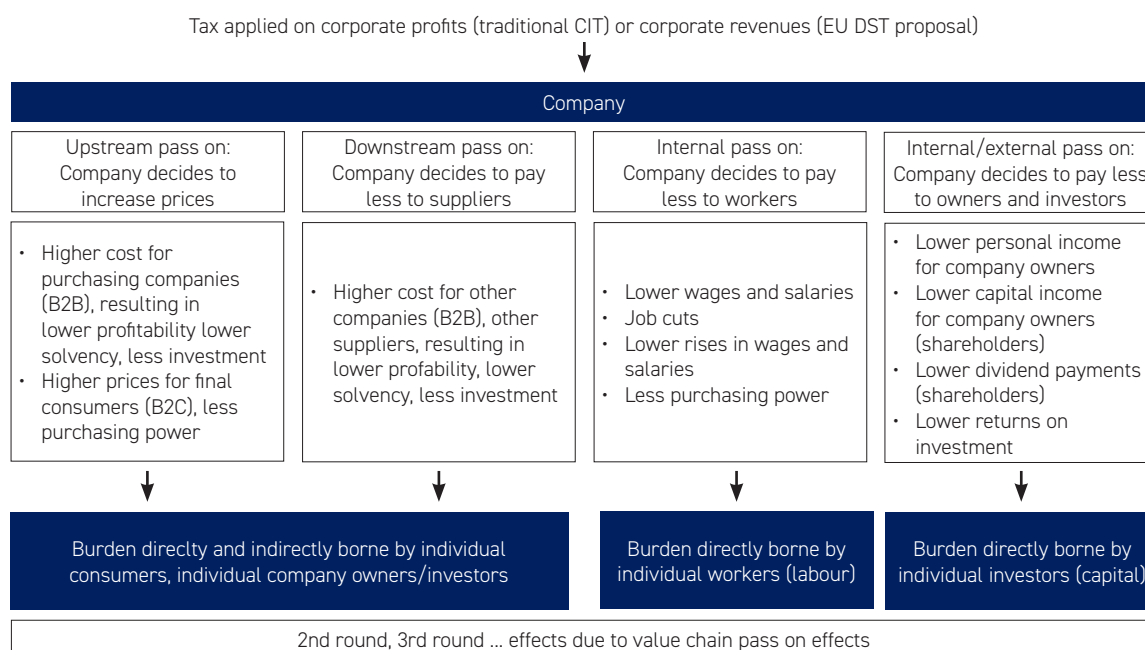 Tax applied on corporate profits (traditional CIT) or corporate revenues (EU DST proposal)
Company
Upstream pass on:
Company decides to
increase prices
Downstream pass on:
Company decides to pay
less to suppliers
Internal pass on:
Company decides to pay
less to workers
Internal/external pass on:
Company decides to pay less
to owners and investors
• Higher cost for
purchasing companies
(B2B), resulting in
lower profitability lower
solvency, less investment
• Higher prices for final
consumers (B2C), less
purchasing power
• Higher cost for other
companies (B2B), other
suppliers, resulting in
lower profability, lower
solvency, less investment
• Lower wages and salaries
• Job cuts
• Lower rises in wages and
salaries
• Less purchasing power
• Lower personal income
for company owners
• Lower capital income
for company owners
(shareholders)
• Lower dividend payments
(shareholders)
• Lower returns on
investment
Burden direclty and indirectly borne by individual
consumers, individual company owners/investors
Burden directly borne by
individual workers (labour)
Burden directly borne by
individual investors (capital)
2nd round, 3rd round ... effects due to value chain pass on effects